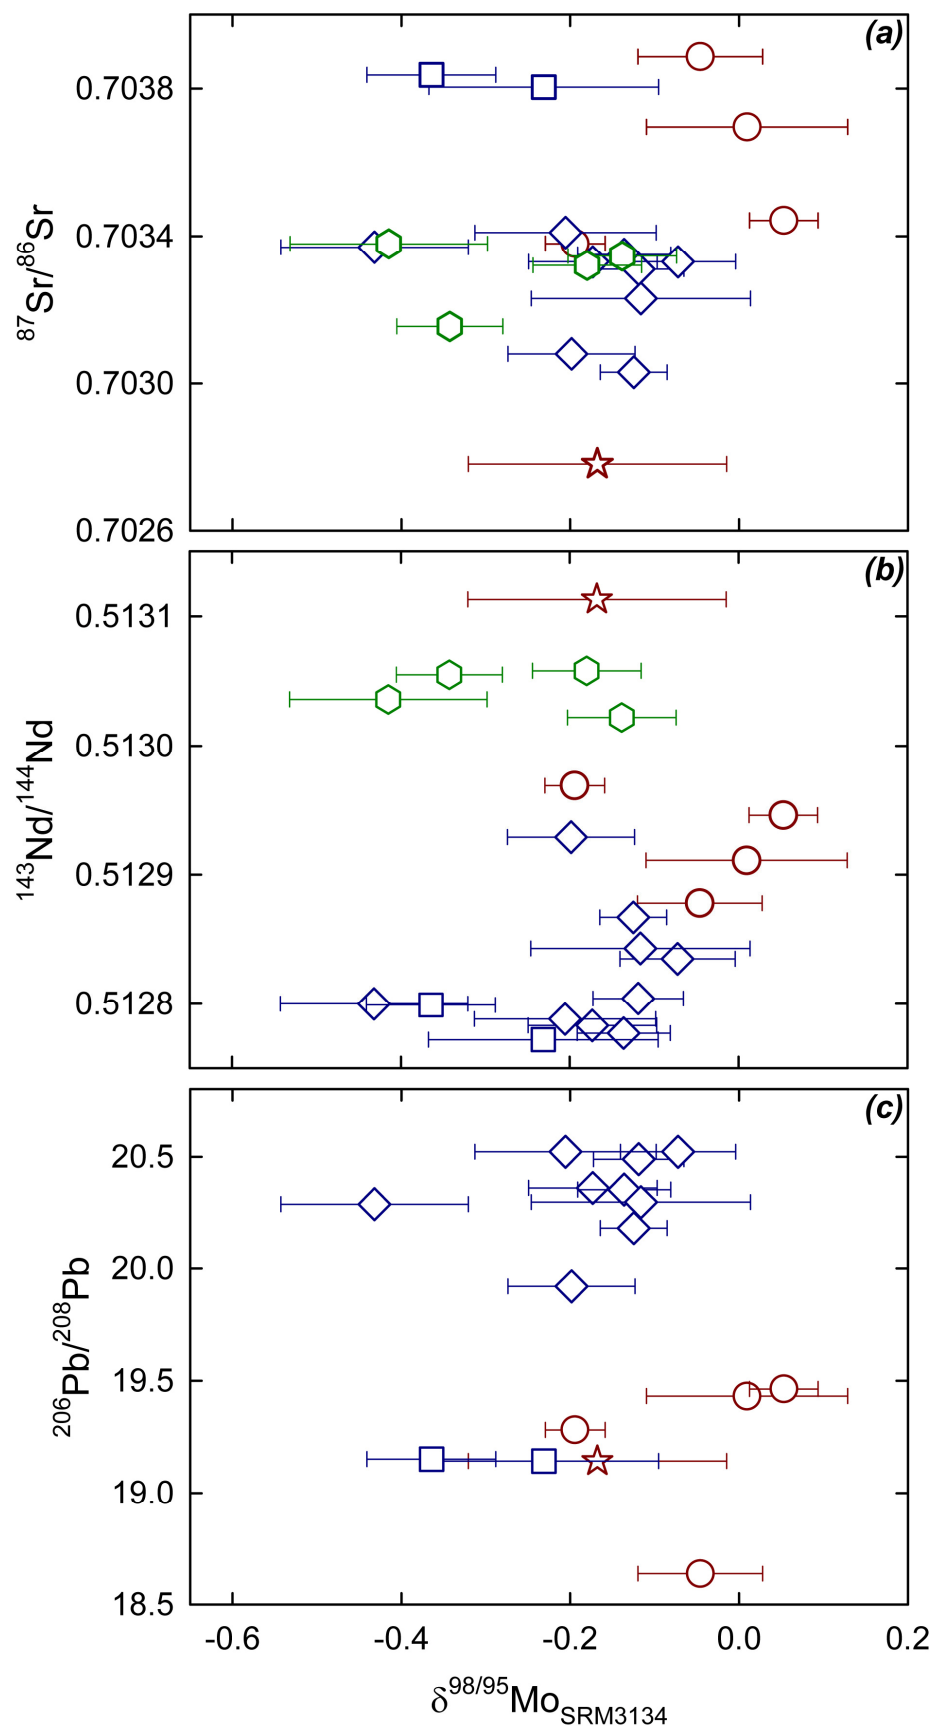 (a)
0.7038
0.7034
0.7030
0.7026
⁸⁷Sr/⁸⁶Sr
(b)
0.5131
0.5130
0.5129
0.5128
¹⁴³Nd/¹⁴⁴Nd
(c)
20.5
20.0
19.5
19.0
18.5
²⁰⁶Pb/²⁰⁸Pb
-0.6 -0.4 -0.2 0.0 0.2
δ⁹⁸/⁹⁵Mo_SRM3134